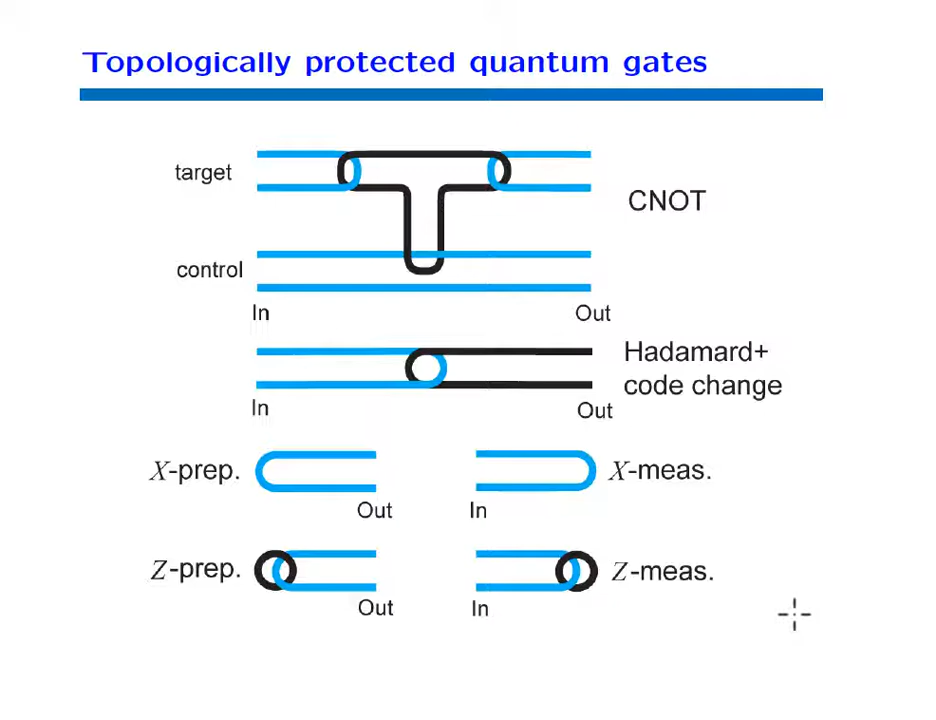 Topologically protected quantum gates
target
CNOT
control
In
Out
Hadamard+
code change
In
Out
X-prep.
X-meas.
Out
In
Z-prep.
Z-meas.
Out
In